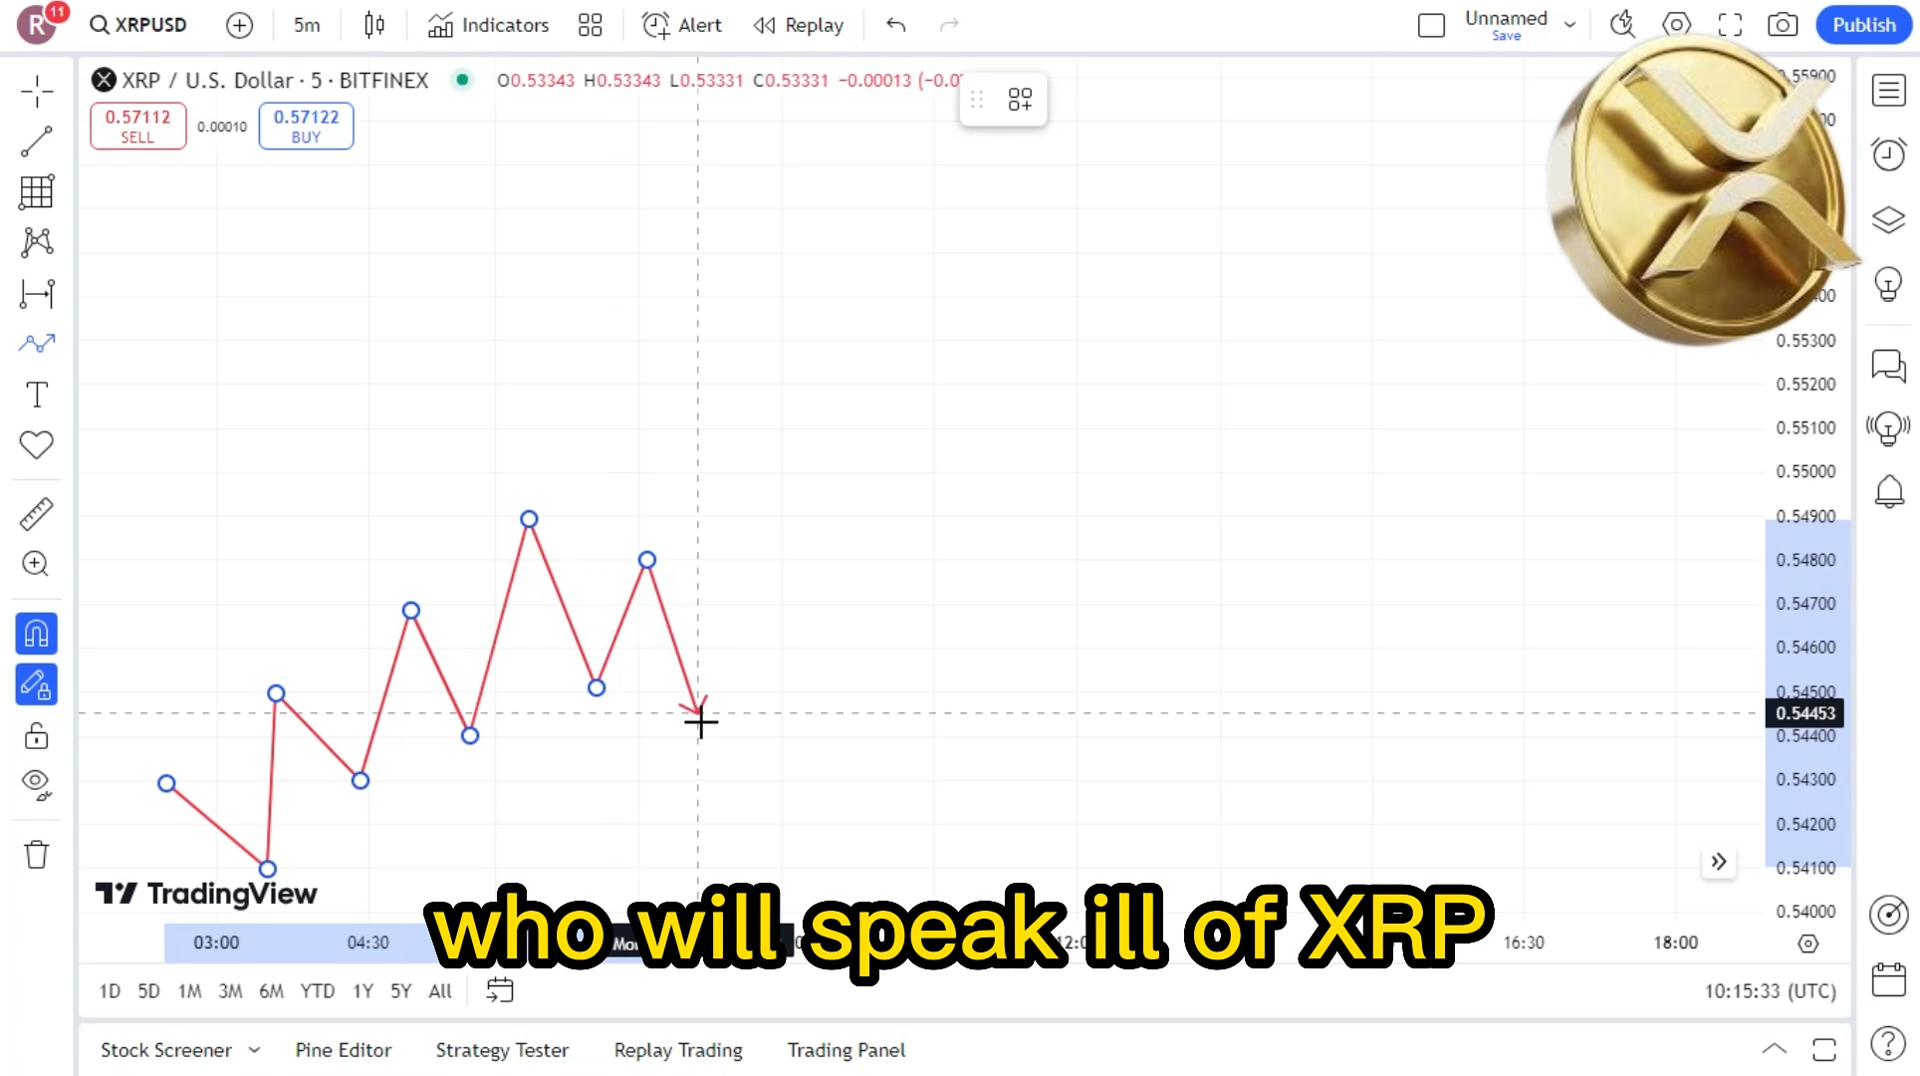 R 11 XRPUSD 5m Indicators Alert Replay Unnamed Save Publish
XRP / U.S. Dollar · 5 · BITFINEX O0.53343 H0.53343 L0.53331 C0.53331 −0.00013
0.57112 SELL 0.00010 0.57122 BUY
0.55900
0.55300
0.55200
0.55100
0.55000
0.54900
0.54800
0.54700
0.54600
0.54500
0.54453
0.54400
0.54300
0.54200
0.54100
0.54000
TradingView
who will speak ill of XRP
03:00 04:30 16:30 18:00
1D 5D 1M 3M 6M YTD 1Y 5Y All 10:15:33 (UTC)
Stock Screener Pine Editor Strategy Tester Replay Trading Trading Panel